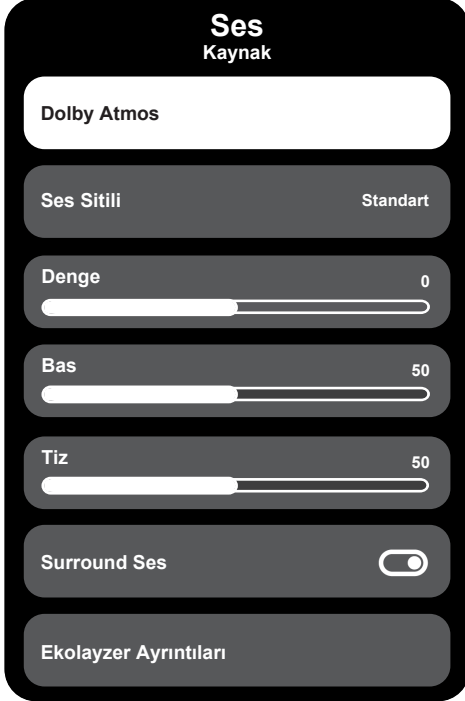 Ses
Kaynak
Dolby Atmos
Ses Sitili Standart
Denge 0
Bas 50
Tiz 50
Surround Ses
Ekolayzer Ayrıntıları